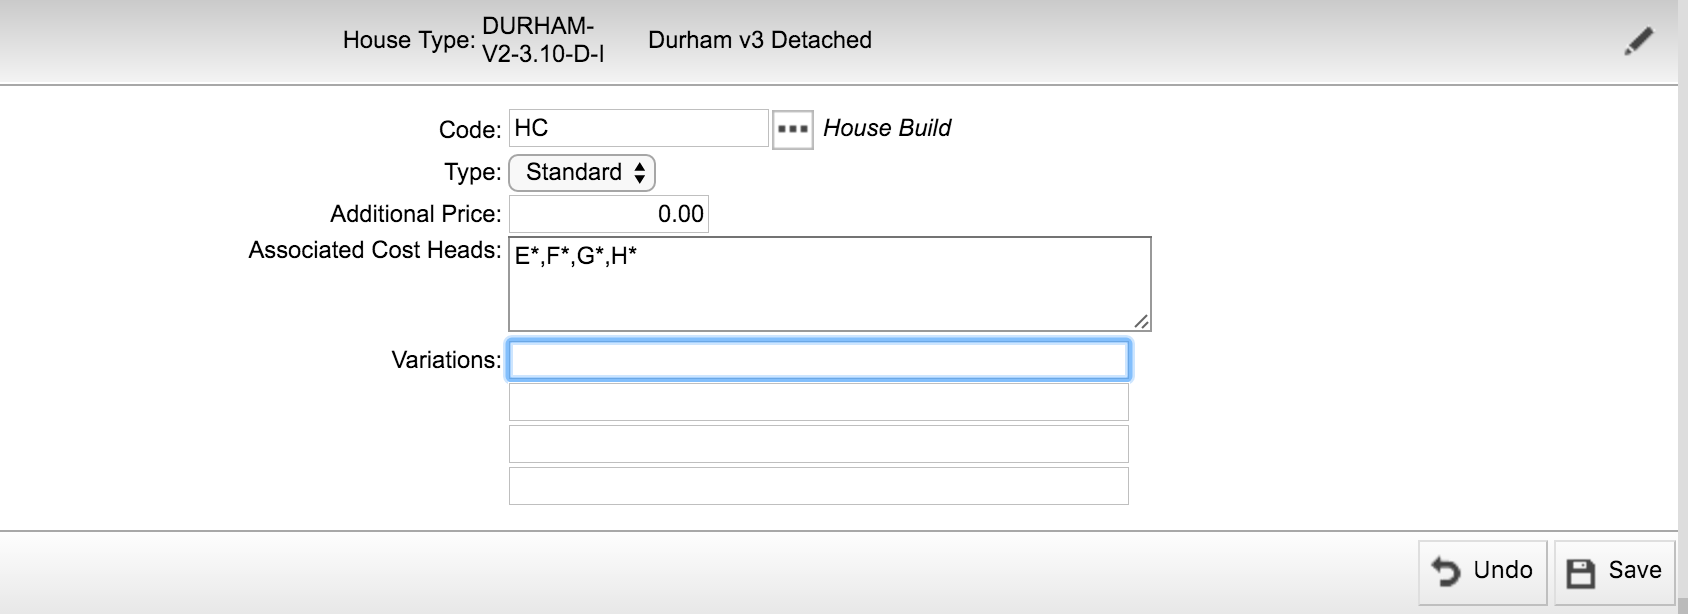 House Type: DURHAM-
V2-3.10-D-I
Durham v3 Detached
Code: HC ... House Build
Type: Standard
Additional Price: 0.00
Associated Cost Heads: E*,F*,G*,H*
Variations:
Undo Save